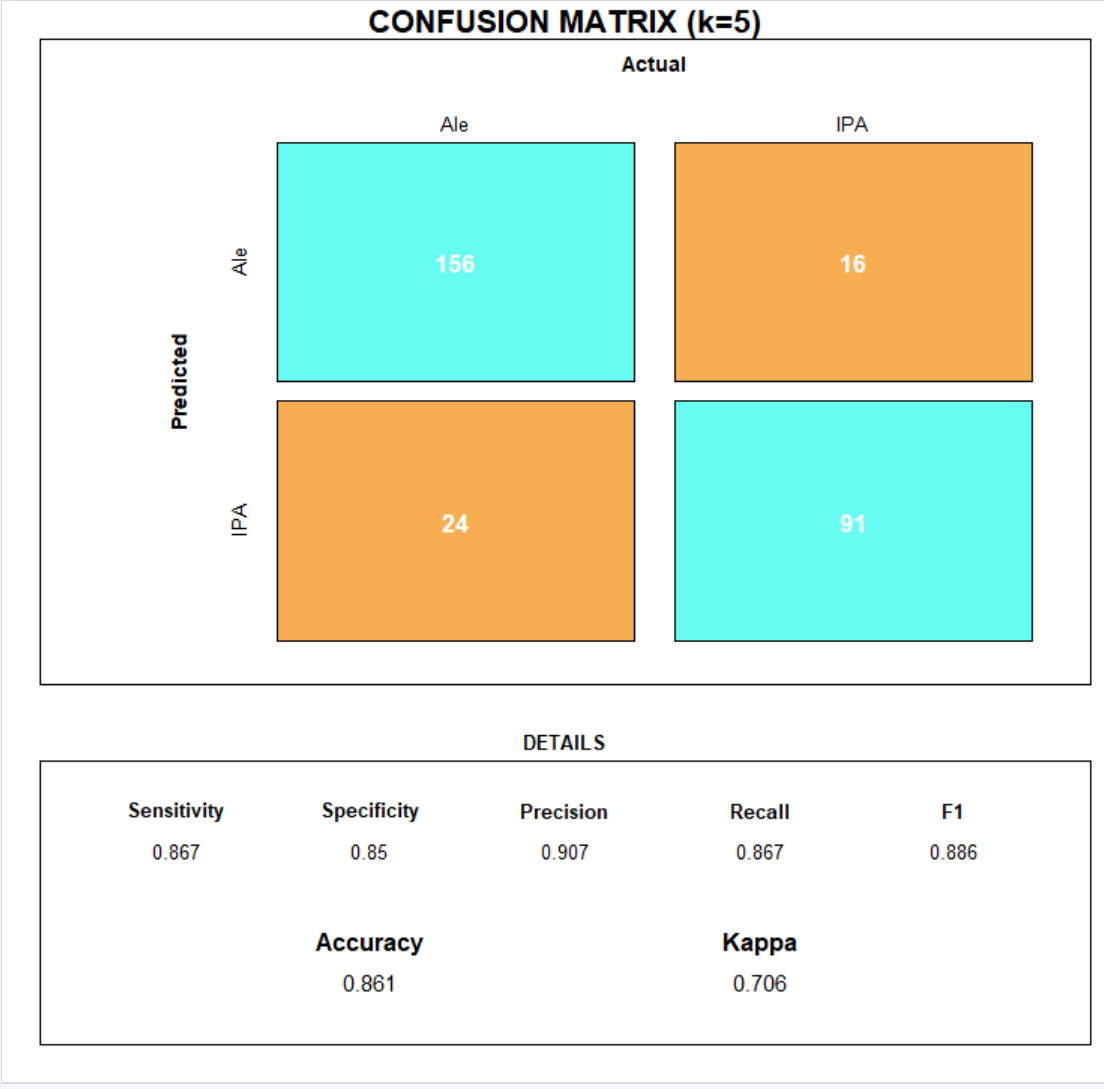 CONFUSION MATRIX (k=5)
Actual
Ale IPA
Predicted
Ale
156 16
IPA
24 91
DETAILS
Sensitivity Specificity Precision Recall F1
0.867 0.85 0.907 0.867 0.886
Accuracy Kappa
0.861 0.706